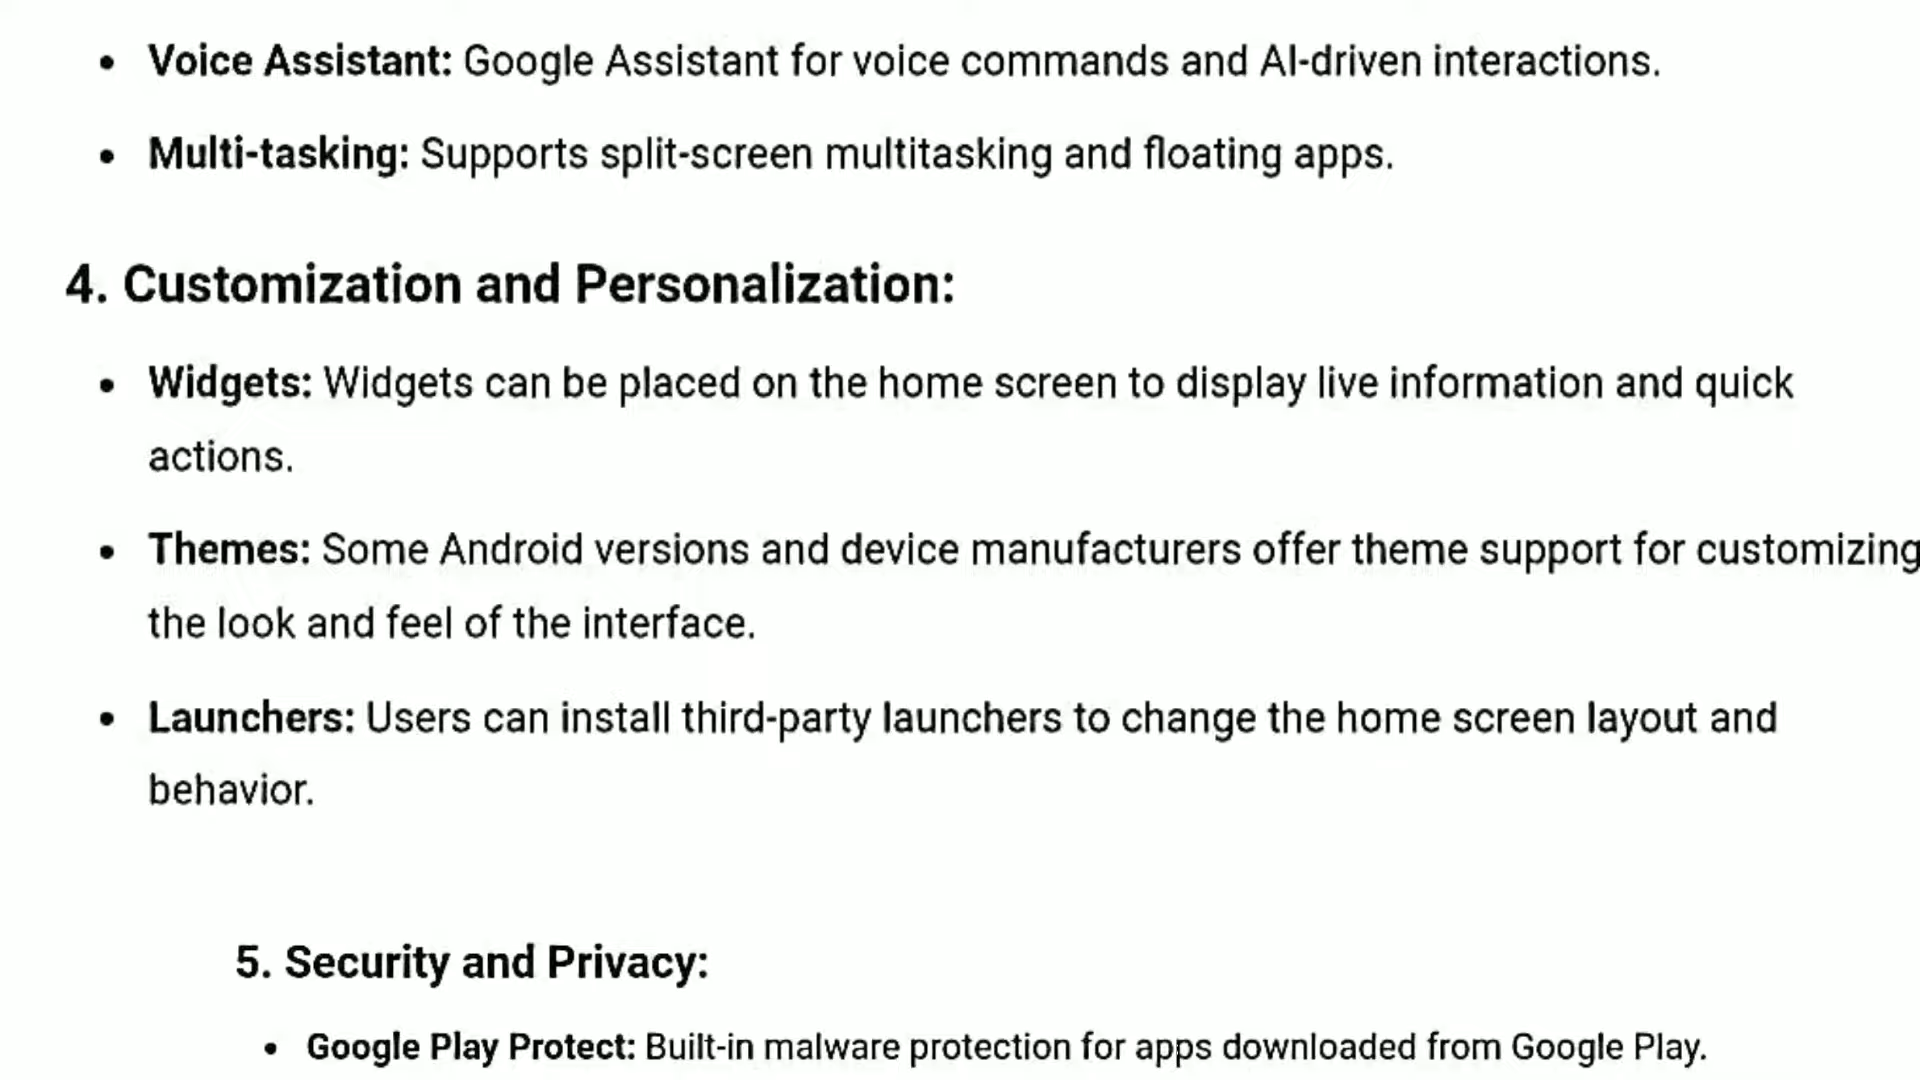 • Voice Assistant: Google Assistant for voice commands and AI-driven interactions.
• Multi-tasking: Supports split-screen multitasking and floating apps.
4. Customization and Personalization:
• Widgets: Widgets can be placed on the home screen to display live information and quick
actions.
• Themes: Some Android versions and device manufacturers offer theme support for customizing
the look and feel of the interface.
• Launchers: Users can install third-party launchers to change the home screen layout and
behavior.
5. Security and Privacy:
• Google Play Protect: Built-in malware protection for apps downloaded from Google Play.